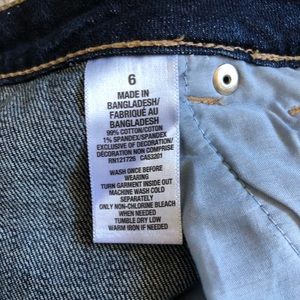 6
MADE IN
BANGLADESH/
FABRIQUÉ AU
BANGLADESH
99% COTTON/COTON
1% SPANDEX/SPANDEX
EXCLUSIVE OF DECORATION/
DÉCORATION NON COMPRISE
RN121726 CA53201
WASH ONCE BEFORE
WEARING
TURN GARMENT INSIDE OUT
MACHINE WASH COLD
SEPARATELY
ONLY NON-CHLORINE BLEACH
WHEN NEEDED
TUMBLE DRY LOW
WARM IRON IF NEEDED